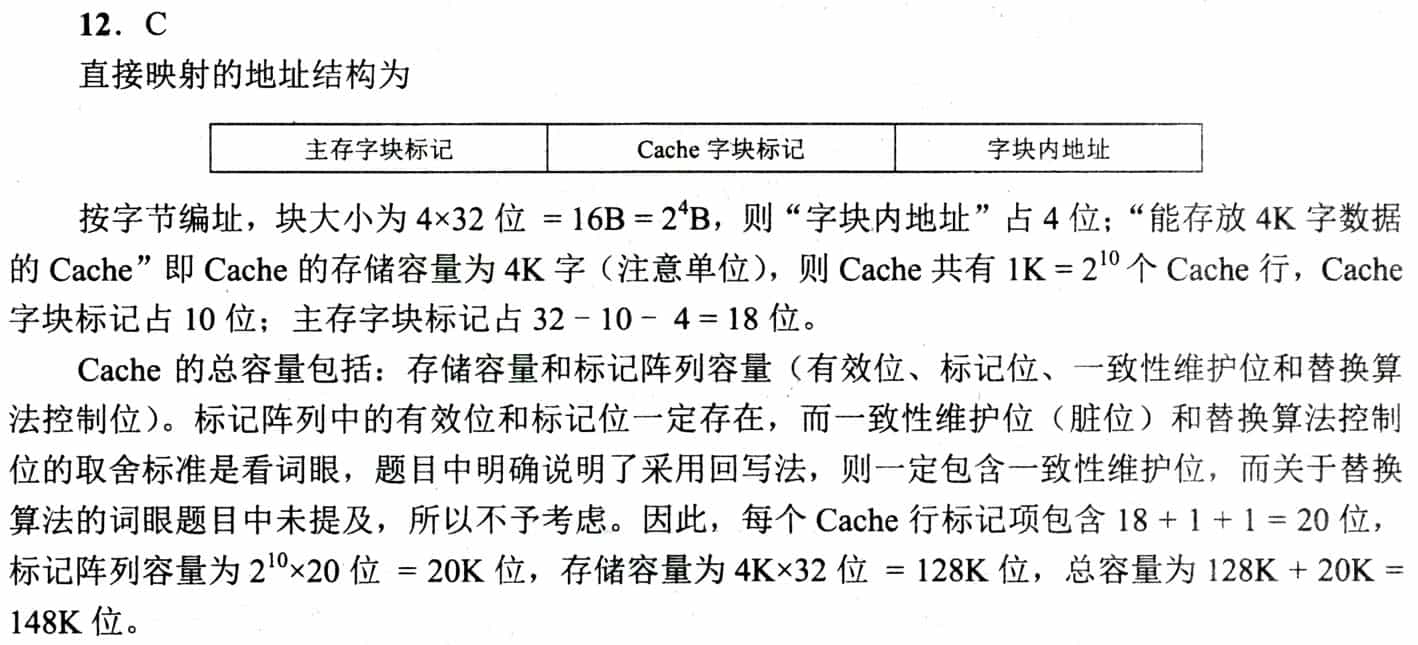 12. C
直接映射的地址结构为
主存字块标记 Cache 字块标记 字块内地址
按字节编址，块大小为 4×32 位 = 16B = 2⁴B，则“字块内地址”占 4 位；“能存放 4K 字数据
的 Cache”即 Cache 的存储容量为 4K 字（注意单位），则 Cache 共有 1K = 2¹⁰ 个 Cache 行，Cache
字块标记占 10 位；主存字块标记占 32 − 10 − 4 = 18 位。
Cache 的总容量包括：存储容量和标记阵列容量（有效位、标记位、一致性维护位和替换算
法控制位）。标记阵列中的有效位和标记位一定存在，而一致性维护位（脏位）和替换算法控制
位的取舍标准是看词眼，题目中明确说明了采用回写法，则一定包含一致性维护位，而关于替换
算法的词眼题目中未提及，所以不予考虑。因此，每个 Cache 行标记项包含 18 + 1 + 1 = 20 位，
标记阵列容量为 2¹⁰×20 位 = 20K 位，存储容量为 4K×32 位 = 128K 位，总容量为 128K + 20K =
148K 位。